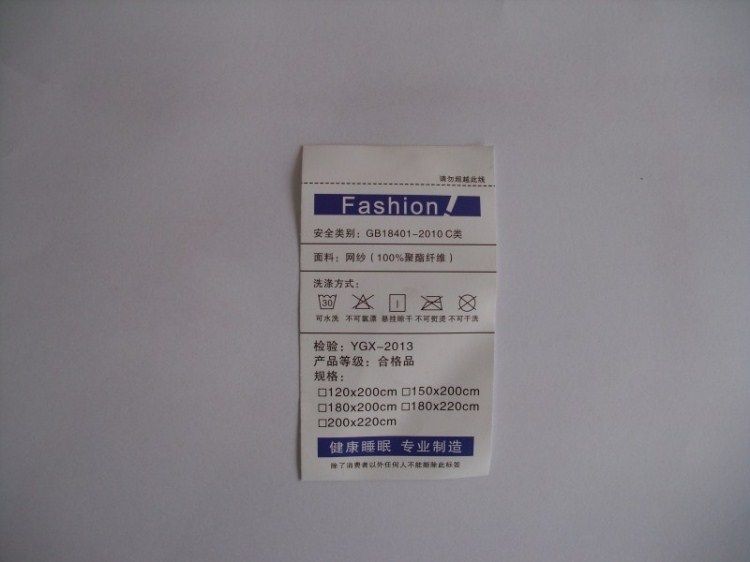 请勿超越此线
Fashion!
安全类别：GB18401-2010 C类
面料：网纱（100%聚酯纤维）
洗涤方式：
30
可水洗 不可氯漂 悬挂晾干 不可熨烫 不可干洗
检验：YGX-2013
产品等级：合格品
规格：
□120x200cm □150x200cm
□180x200cm □180x220cm
□200x220cm
健康睡眠 专业制造
除了消费者以外任何人不能撕除此标签